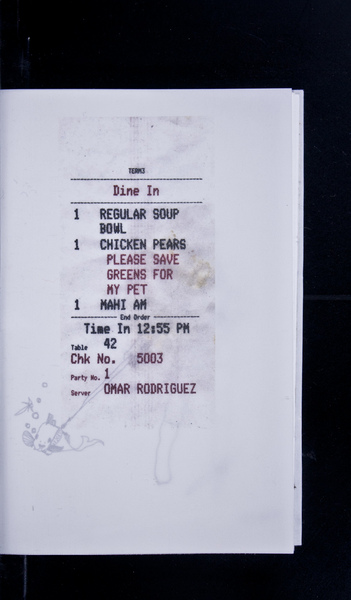 TERM3
Dine In
1 REGULAR SOUP
BOWL
1 CHICKEN PEARS
PLEASE SAVE
GREENS FOR
MY PET
1 MAHI AM
End Order
Time In 12:55 PM
Table 42
Chk No. 5003
Party No. 1
Server OMAR RODRIGUEZ